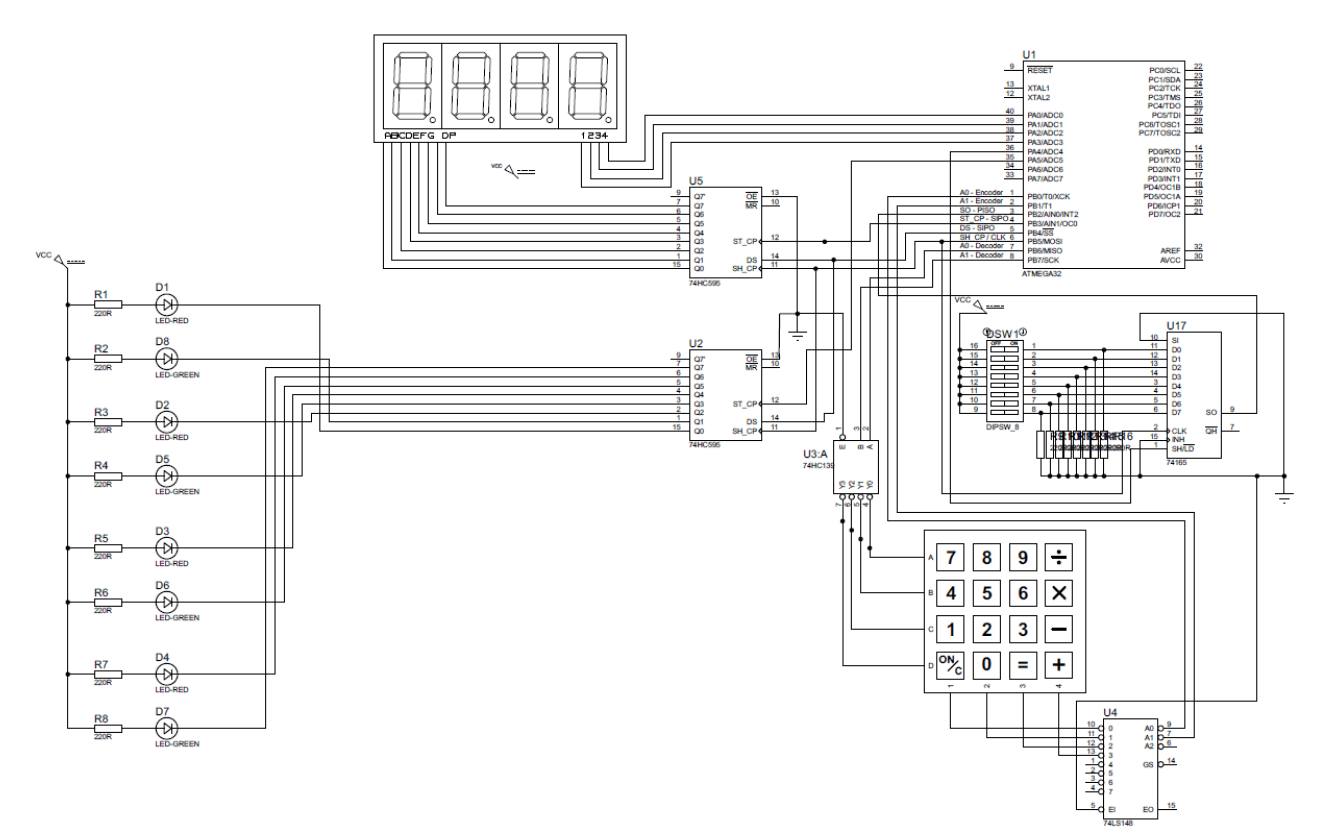 ABCDEFG DP
1234
VCC
U5
9 Q7' OE 13
7 Q7 MR 10
6 Q6
5 Q5
4 Q4
3 Q3 ST_CP 12
2 Q2
1 Q1 DS 14
15 Q0 SH_CP 11
74HC595
U1
9 RESET PC0/SCL 22
PC1/SDA 23
13 XTAL1 PC2/TCK 24
12 XTAL2 PC3/TMS 25
PC4/TDO 26
40 PA0/ADC0 PC5/TDI 27
39 PA1/ADC1 PC6/TOSC1 28
38 PA2/ADC2 PC7/TOSC2 29
37 PA3/ADC3
36 PA4/ADC4 PD0/RXD 14
35 PA5/ADC5 PD1/TXD 15
34 PA6/ADC6 PD2/INT0 16
33 PA7/ADC7 PD3/INT1 17
PD4/OC1B 18
A0 - Encoder 1 PB0/T0/XCK PD5/OC1A 19
A1 - Encoder 2 PB1/T1 PD6/ICP1 20
SO - PISO 3 PB2/AIN0/INT2 PD7/OC2 21
ST_CP - SIPO 4 PB3/AIN1/OC0
DS - SIPO 5 PB4/SS
SH_CP / CLK 6 PB5/MOSI AREF 32
A0 - Decoder 7 PB6/MISO AVCC 30
A1 - Decoder 8 PB7/SCK
ATMEGA32
VCC
R1
220R
D1
LED-RED
R2
220R
D8
LED-GREEN
R3
220R
D2
LED-RED
R4
220R
D5
LED-GREEN
R5
220R
D3
LED-RED
R6
220R
D6
LED-GREEN
R7
220R
D4
LED-RED
R8
220R
D7
LED-GREEN
U2
9 Q7' OE 13
7 Q7 MR 10
6 Q6
5 Q5
4 Q4
3 Q3 ST_CP 12
2 Q2
1 Q1 DS 14
15 Q0 SH_CP 11
74HC595
VCC
DSW1
OFF ON
16 1
15 2
14 3
13 4
12 5
11 6
10 7
9 8
DIPSW_8
U17
10 SI
11 D0
12 D1
13 D2
14 D3
3 D4
4 D5
5 D6
6 D7 SO 9
2 CLK QH 7
15 INH
1 SH/LD
74165
U3:A
74HC139
1 3 2
E B A
Y3 Y2 Y1 Y0
7 6 5 4
A 7 8 9 ÷
B 4 5 6 ×
C 1 2 3 −
D ON/C 0 = +
1 2 3 4
U4
10 0 A0 9
11 1 A1 7
12 2 A2 6
13 3
1 4 GS 14
2 5
3 6
4 7
5 EI EO 15
74LS148